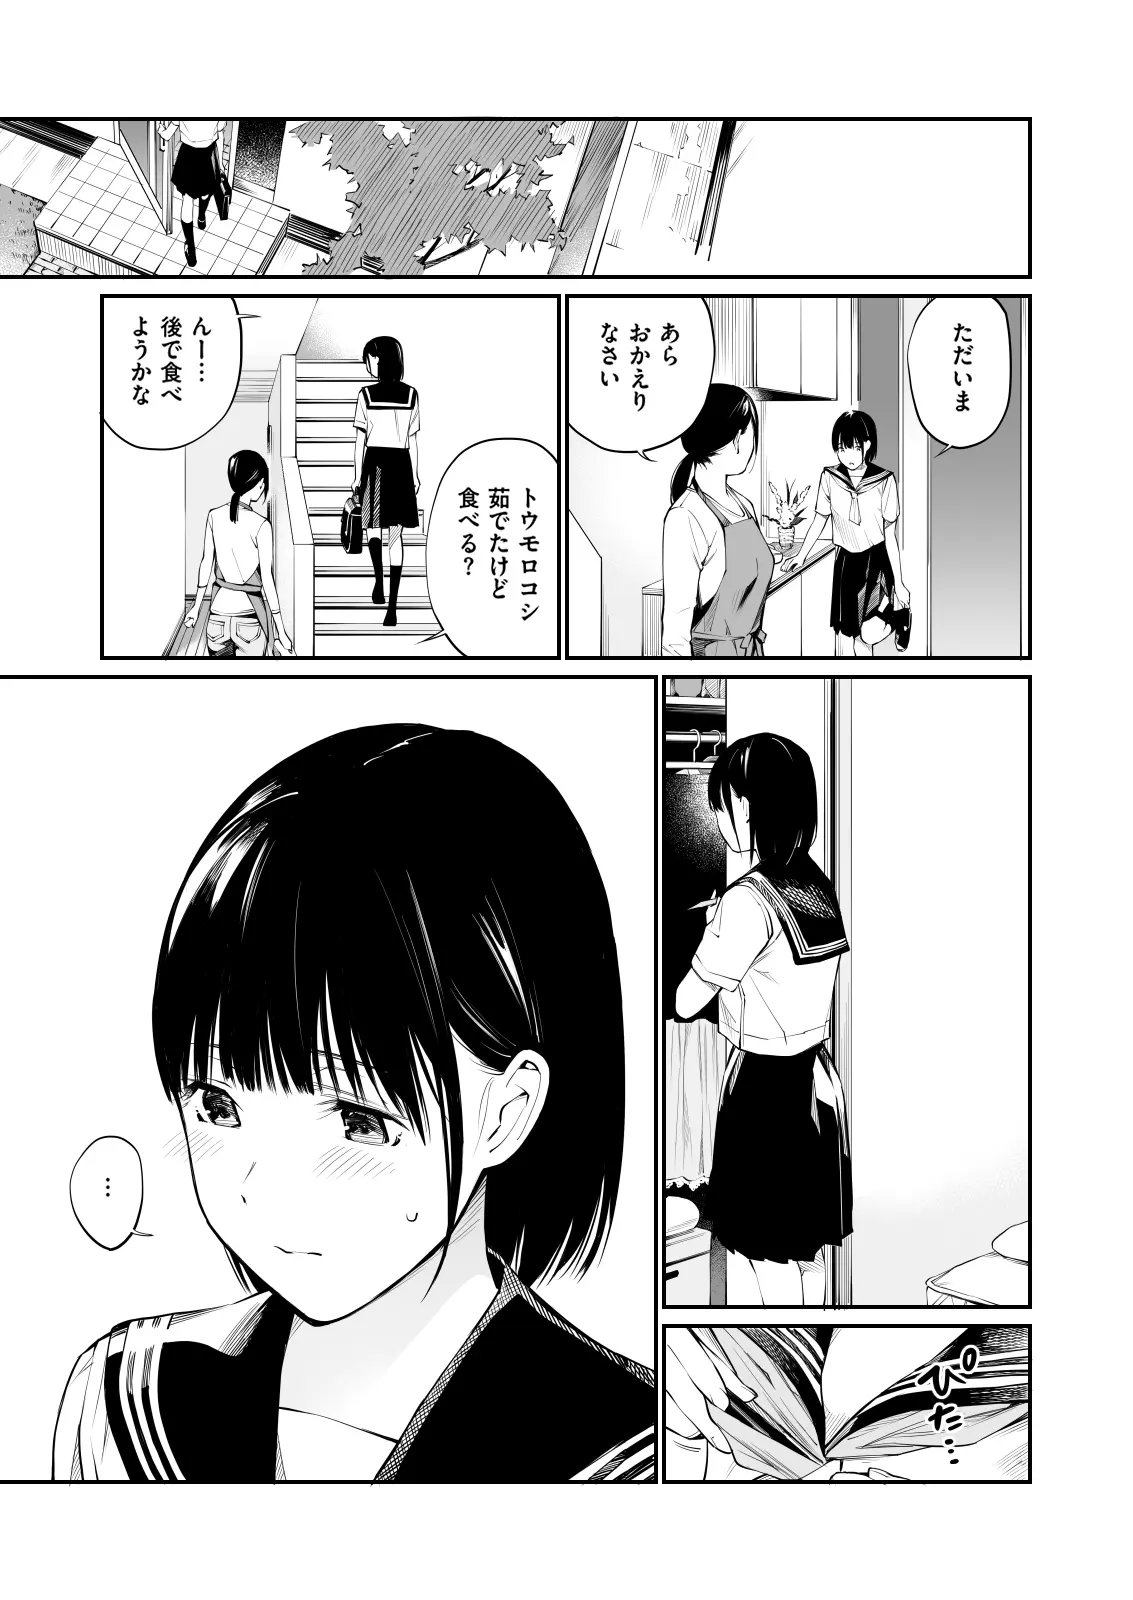 ただいま
あら
おかえり
なさい
トウモロコシ
茹でたけど
食べる？
んー…
後で食べ
ようかな
ぴた…
…